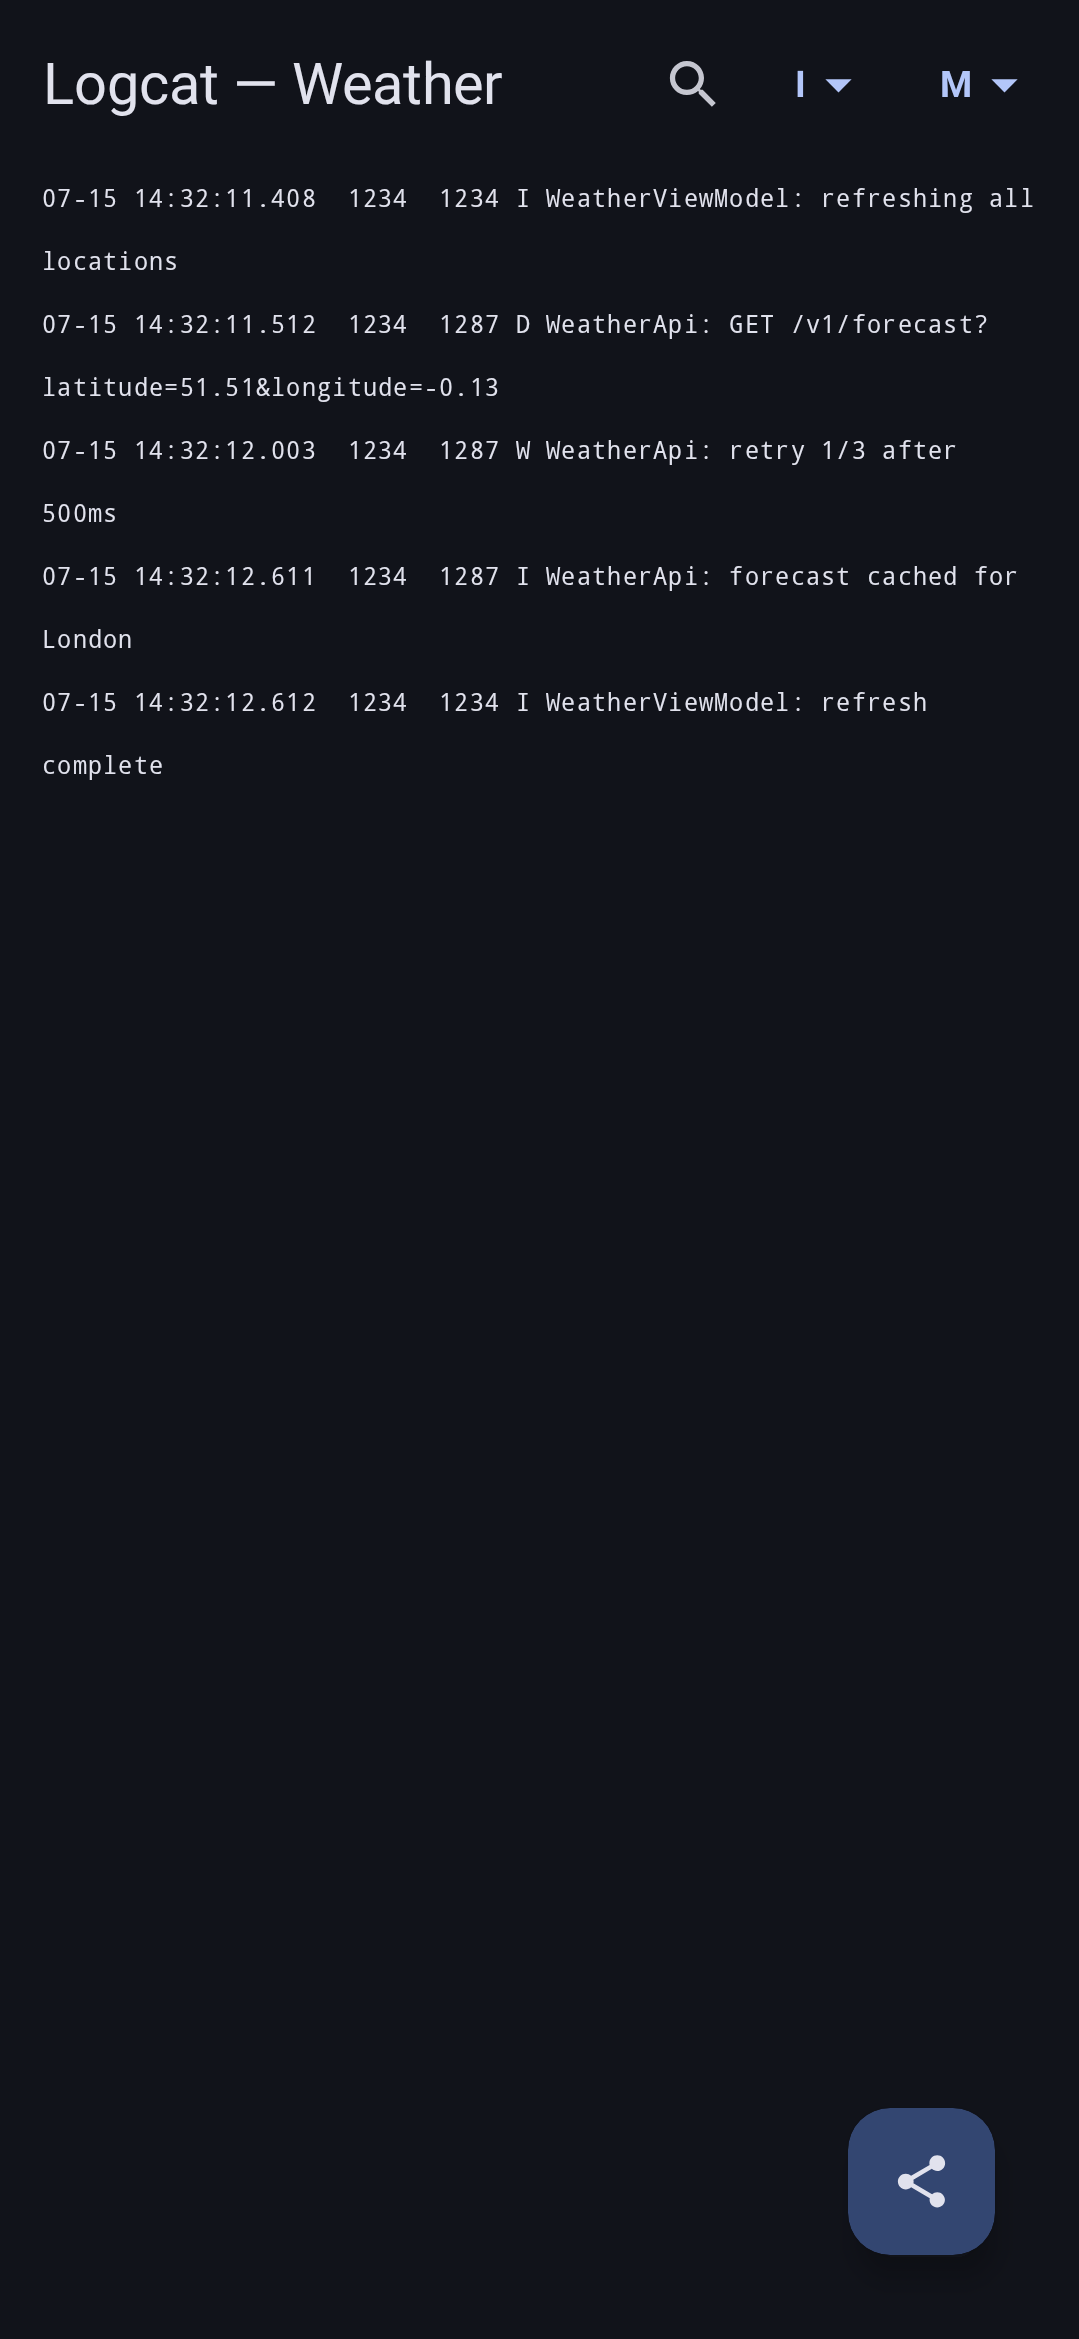 Logcat — Weather I M
07-15 14:32:11.408  1234  1234 I WeatherViewModel: refreshing all
locations
07-15 14:32:11.512  1234  1287 D WeatherApi: GET /v1/forecast?
latitude=51.51&longitude=-0.13
07-15 14:32:12.003  1234  1287 W WeatherApi: retry 1/3 after
500ms
07-15 14:32:12.611  1234  1287 I WeatherApi: forecast cached for
London
07-15 14:32:12.612  1234  1234 I WeatherViewModel: refresh
complete